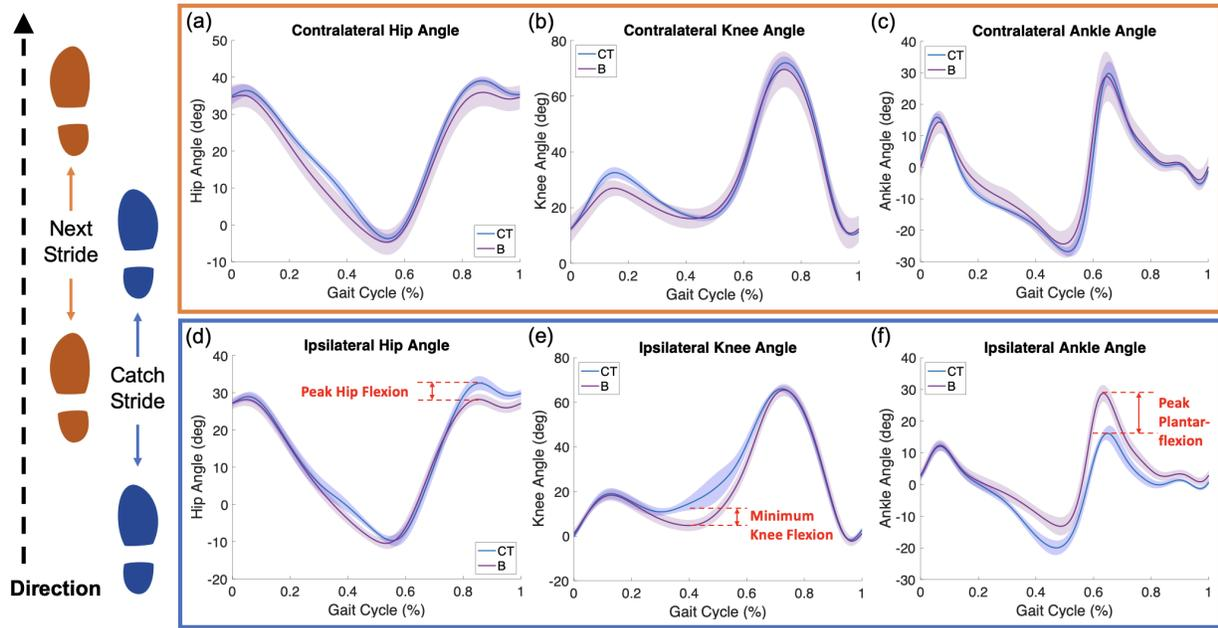 Next
Stride
Catch
Stride
Direction
(a)
Contralateral Hip Angle
Hip Angle (deg)
50
40
30
20
10
0
-10
0
0.2
0.4
0.6
0.8
1
Gait Cycle (%)
CT
B
(b)
Contralateral Knee Angle
Knee Angle (deg)
80
60
40
20
0
0
0.2
0.4
0.6
0.8
1
Gait Cycle (%)
CT
B
(c)
Contralateral Ankle Angle
Ankle Angle (deg)
40
30
20
10
0
-10
-20
-30
0
0.2
0.4
0.6
0.8
1
Gait Cycle (%)
CT
B
(d)
Ipsilateral Hip Angle
Hip Angle (deg)
40
30
20
10
0
-10
-20
0
0.2
0.4
0.6
0.8
1
Gait Cycle (%)
Peak Hip Flexion
CT
B
(e)
Ipsilateral Knee Angle
Knee Angle (deg)
80
60
40
20
0
-20
0
0.2
0.4
0.6
0.8
1
Gait Cycle (%)
CT
B
Minimum
Knee Flexion
(f)
Ipsilateral Ankle Angle
Ankle Angle (deg)
40
30
20
10
0
-10
-20
-30
0
0.2
0.4
0.6
0.8
1
Gait Cycle (%)
CT
B
Peak
Plantar-
flexion